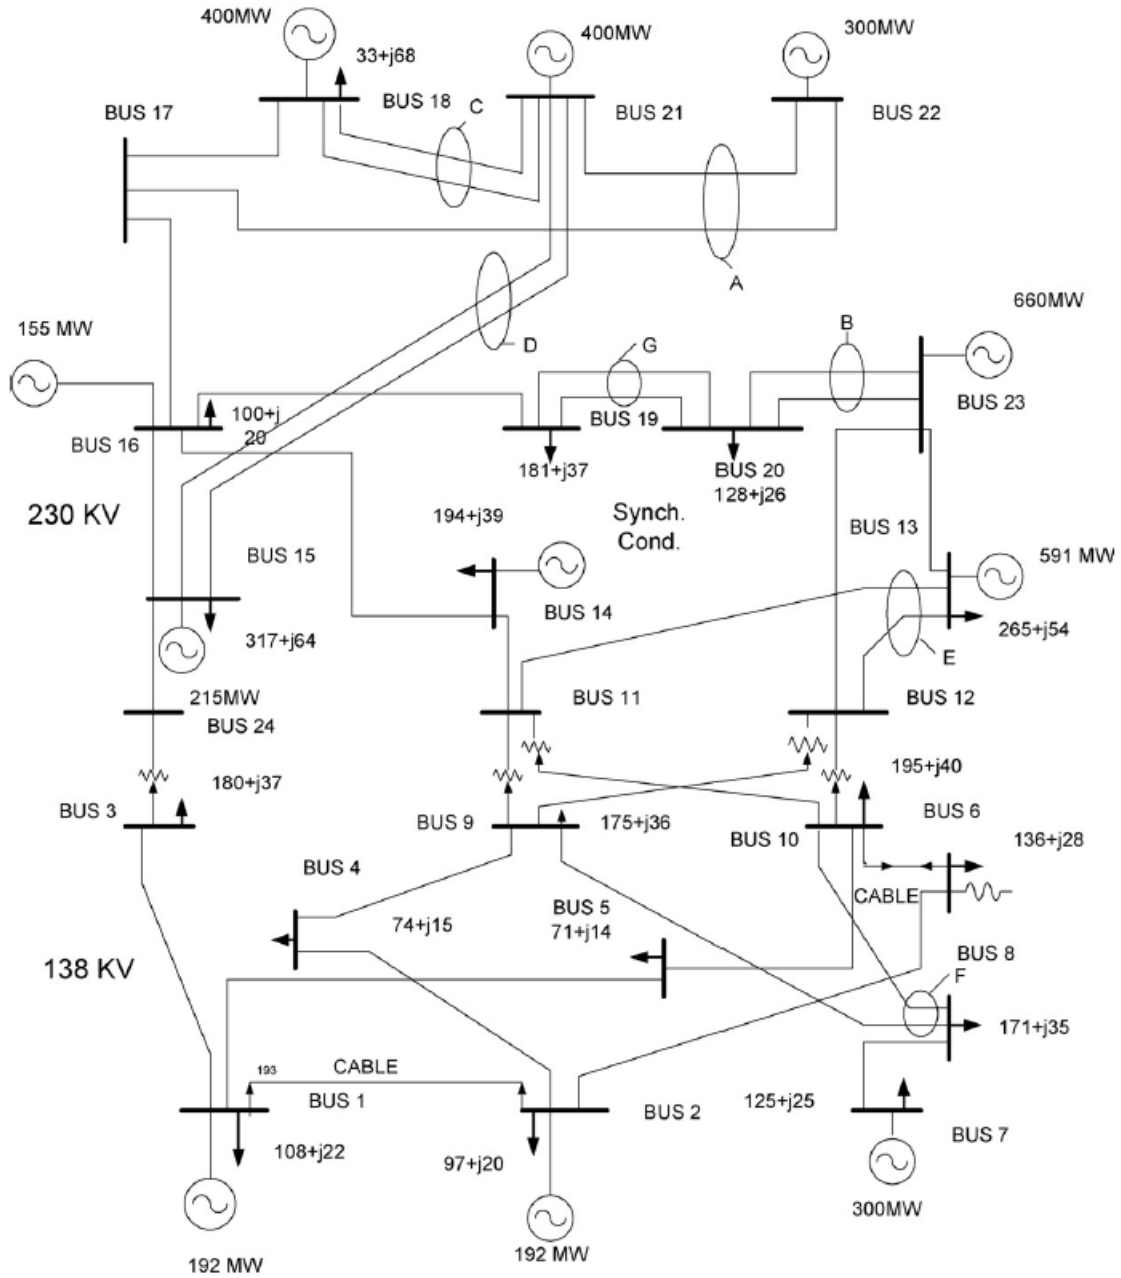 400MW
400MW
300MW
33+j68
BUS 17
BUS 18
C
BUS 21
BUS 22
A
660MW
155 MW
B
D
G
BUS 23
100+j
20
BUS 19
BUS 16
181+j37
BUS 20
128+j26
230 KV
194+j39
Synch.
Cond.
BUS 13
BUS 15
591 MW
BUS 14
317+j64
265+j54
E
215MW
BUS 24
BUS 11
BUS 12
180+j37
195+j40
BUS 3
BUS 9
175+j36
BUS 10
BUS 6
136+j28
BUS 4
CABLE
74+j15
BUS 5
71+j14
138 KV
BUS 8
F
171+j35
193
CABLE
BUS 1
BUS 2
125+j25
BUS 7
108+j22
97+j20
300MW
192 MW
192 MW